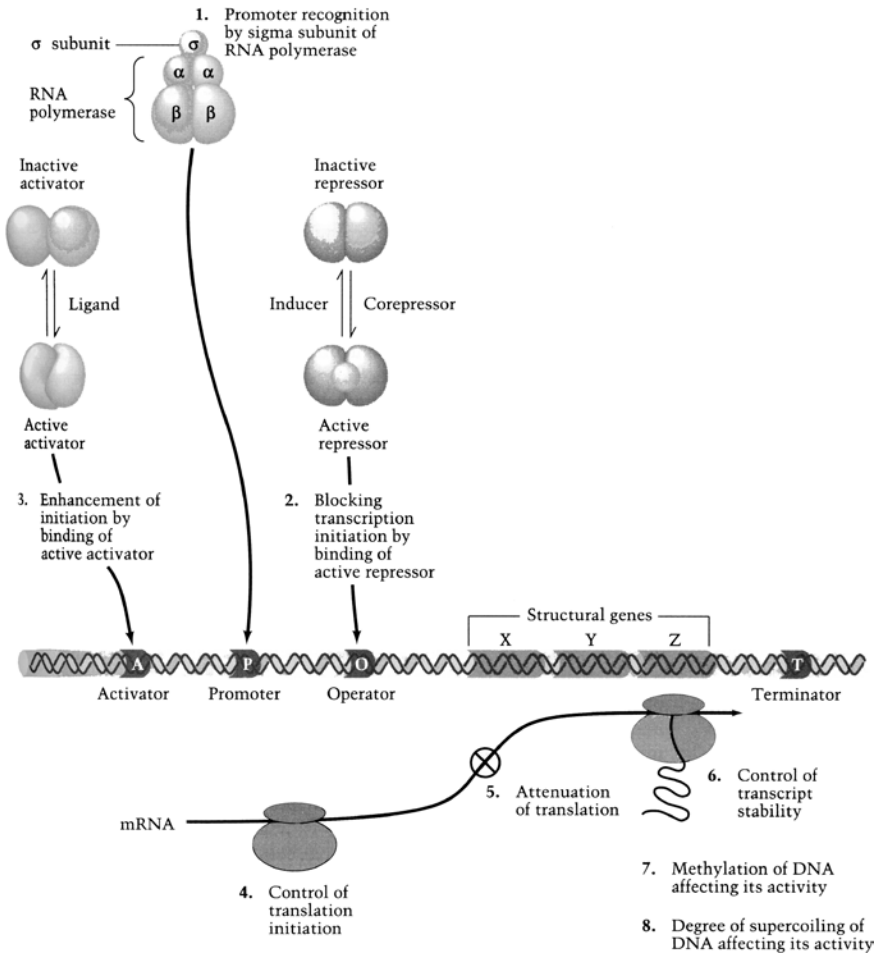 1. Promoter recognition
by sigma subunit of
RNA polymerase
σ subunit
σ
α α
RNA
polymerase
β β
Inactive
activator
Inactive
repressor
Ligand
Inducer
Corepressor
Active
activator
Active
repressor
3. Enhancement of
initiation by
binding of
active activator
2. Blocking
transcription
initiation by
binding of
active repressor
Structural genes
X Y Z
A P O T
Activator
Promoter
Operator
Terminator
mRNA
5. Attenuation
of translation
6. Control of
transcript
stability
4. Control of
translation
initiation
7. Methylation of DNA
affecting its activity
8. Degree of supercoiling of
DNA affecting its activity